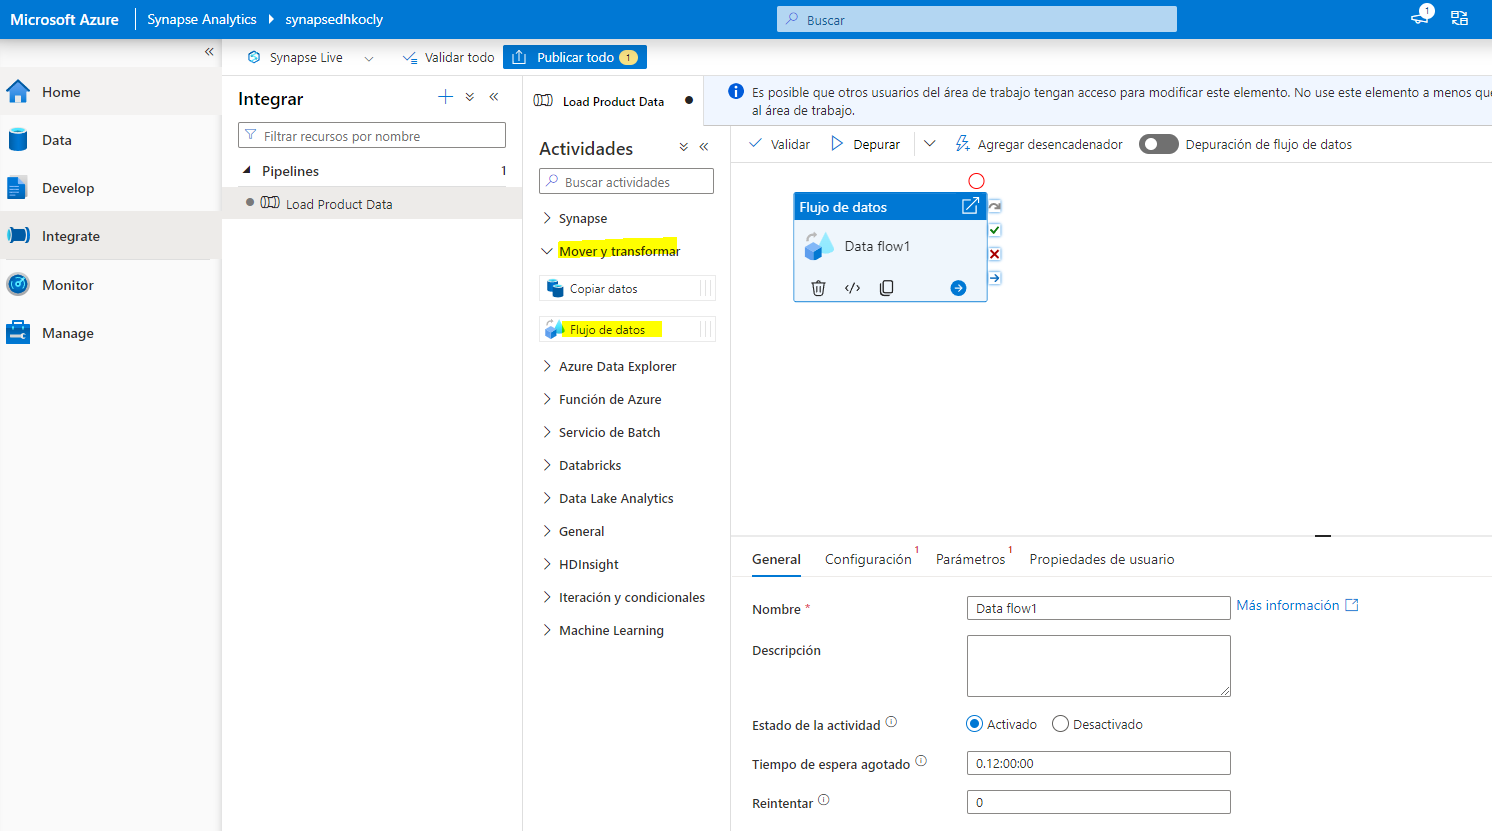 Microsoft Azure
Synapse Analytics
synapsedhkocly
Buscar
1
Synapse Live
Validar todo
Publicar todo 1
Home
Data
Develop
Integrate
Monitor
Manage
Integrar
Filtrar recursos por nombre
Pipelines 1
Load Product Data
Load Product Data
Es posible que otros usuarios del área de trabajo tengan acceso para modificar este elemento. No use este elemento a menos que
al área de trabajo.
Actividades
Buscar actividades
Synapse
Mover y transformar
Copiar datos
Flujo de datos
Azure Data Explorer
Función de Azure
Servicio de Batch
Databricks
Data Lake Analytics
General
HDInsight
Iteración y condicionales
Machine Learning
Validar
Depurar
Agregar desencadenador
Depuración de flujo de datos
Flujo de datos
Data flow1
General
Configuración 1
Parámetros 1
Propiedades de usuario
Nombre *
Data flow1
Más información
Descripción
Estado de la actividad
Activado
Desactivado
Tiempo de espera agotado
0.12:00:00
Reintentar
0